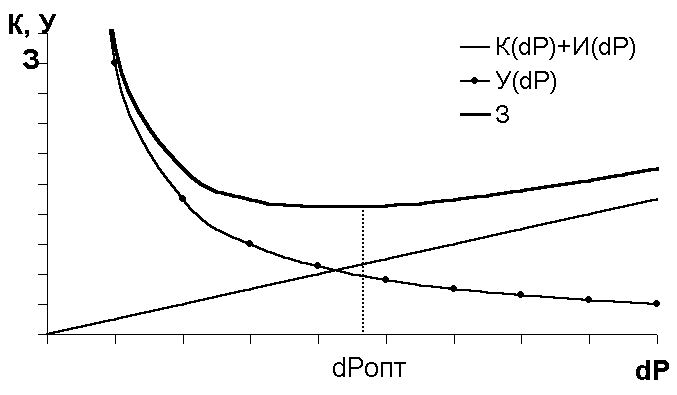 К, У
З
К(dP)+И(dP)
У(dP)
З
dPопт
dP